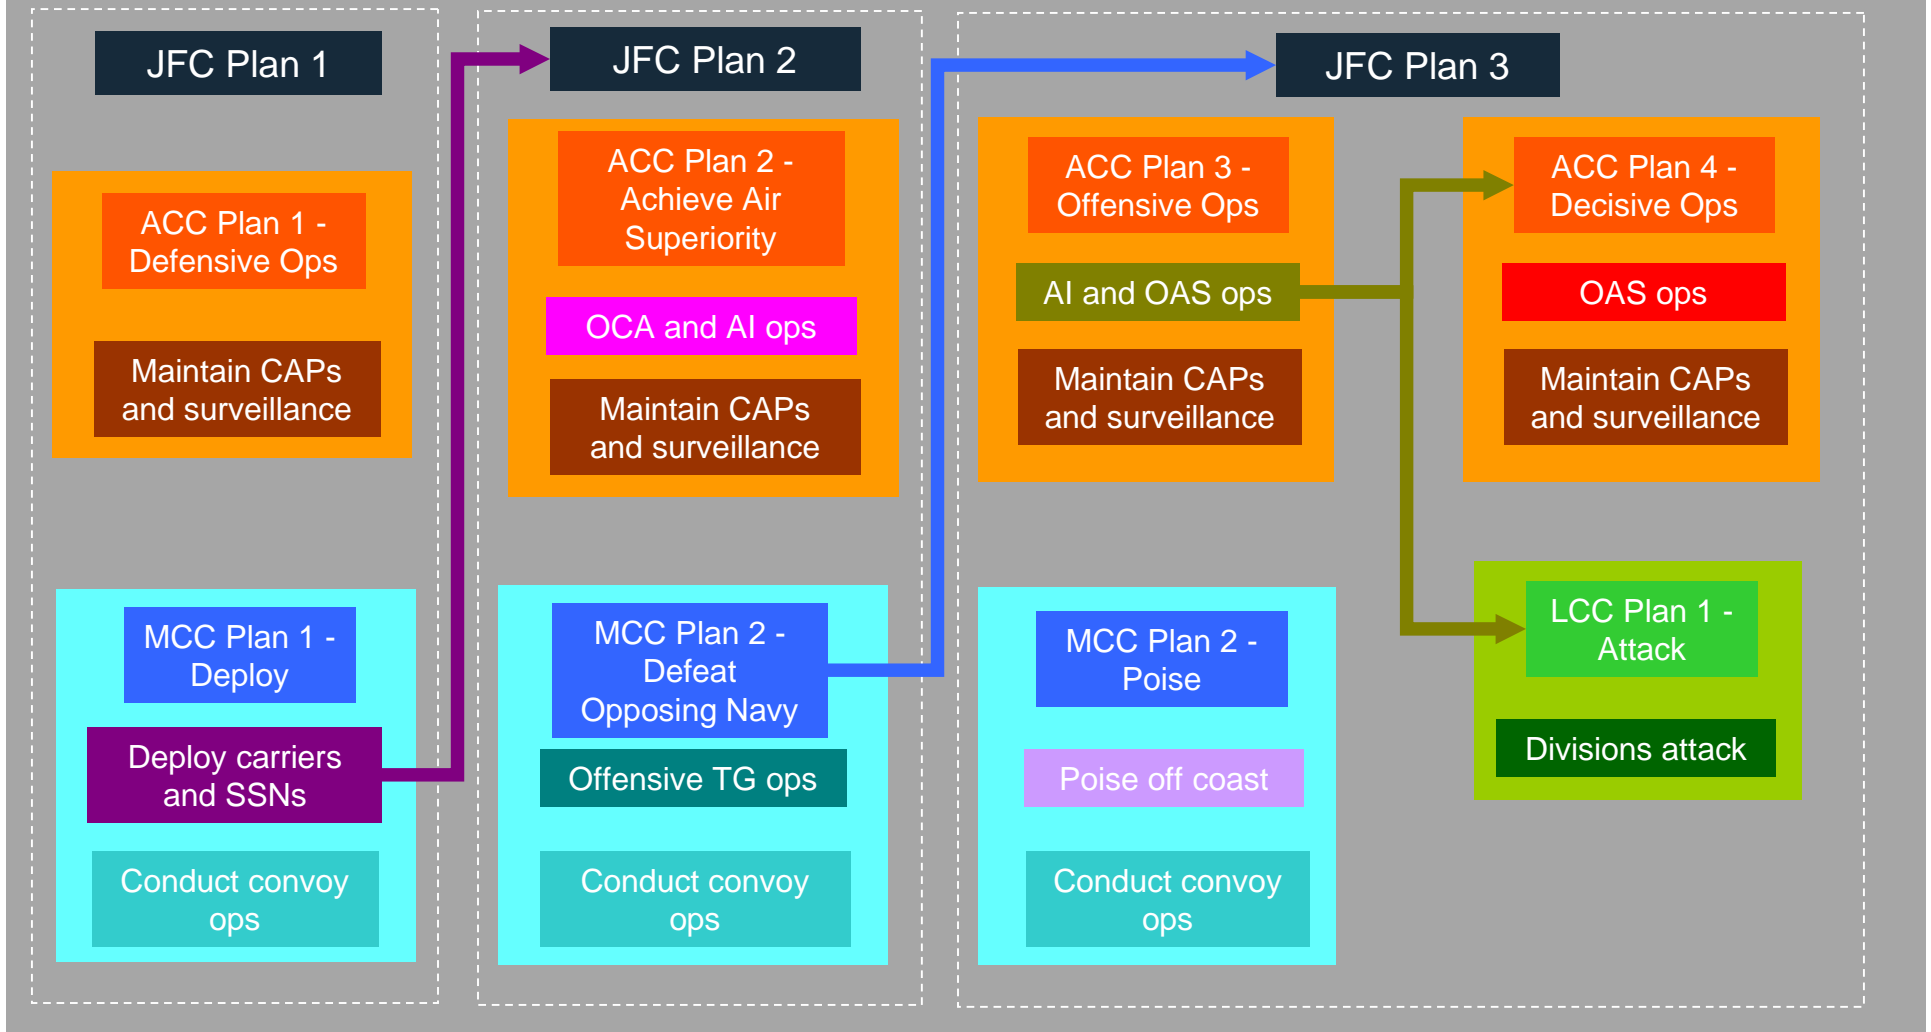 JFC Plan 1
ACC Plan 1 -
Defensive Ops
Maintain CAPs
and surveillance
MCC Plan 1 -
Deploy
Deploy carriers
and SSNs
Conduct convoy
ops
JFC Plan 2
ACC Plan 2 -
Achieve Air
Superiority
OCA and AI ops
Maintain CAPs
and surveillance
MCC Plan 2 -
Defeat
Opposing Navy
Offensive TG ops
Conduct convoy
ops
JFC Plan 3
ACC Plan 3 -
Offensive Ops
AI and OAS ops
Maintain CAPs
and surveillance
MCC Plan 2 -
Poise
Poise off coast
Conduct convoy
ops
ACC Plan 4 -
Decisive Ops
OAS ops
Maintain CAPs
and surveillance
LCC Plan 1 -
Attack
Divisions attack